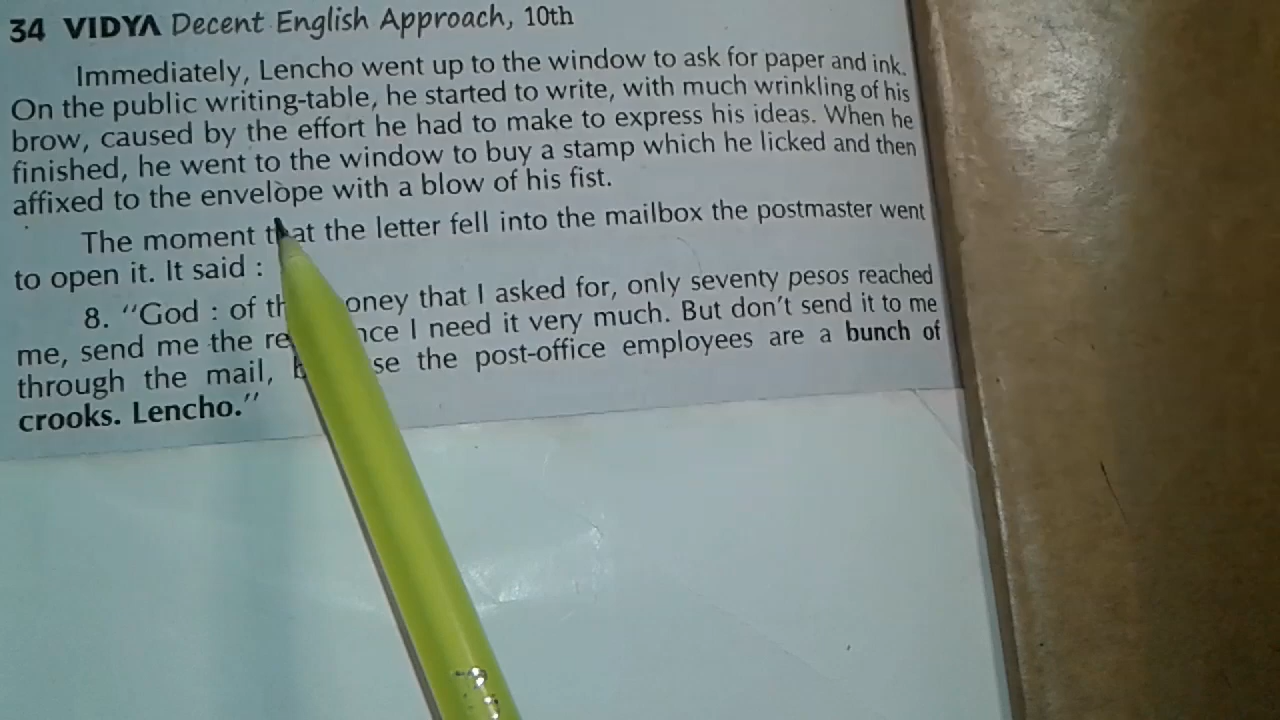 34 VIDYA Decent English Approach, 10th
Immediately, Lencho went up to the window to ask for paper and ink.
On the public writing-table, he started to write, with much wrinkling of his
brow, caused by the effort he had to make to express his ideas. When he
finished, he went to the window to buy a stamp which he licked and then
affixed to the envelope with a blow of his fist.
The moment that the letter fell into the mailbox the postmaster went
to open it. It said :
8. "God : of that I asked for, only seventy pesos reached
me, send me the I need it very much. But don't send it to me
through the mail, the post-office employees are a bunch of
crooks. Lencho."